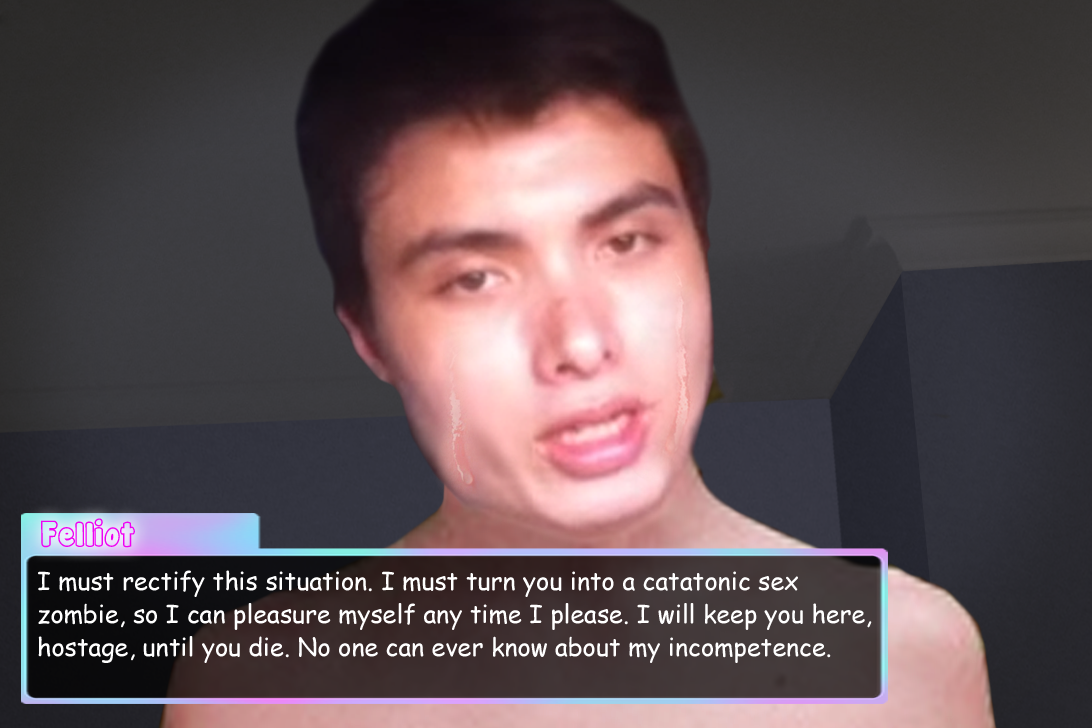 Felliot
I must rectify this situation. I must turn you into a catatonic sex
zombie, so I can pleasure myself any time I please. I will keep you here,
hostage, until you die. No one can ever know about my incompetence.